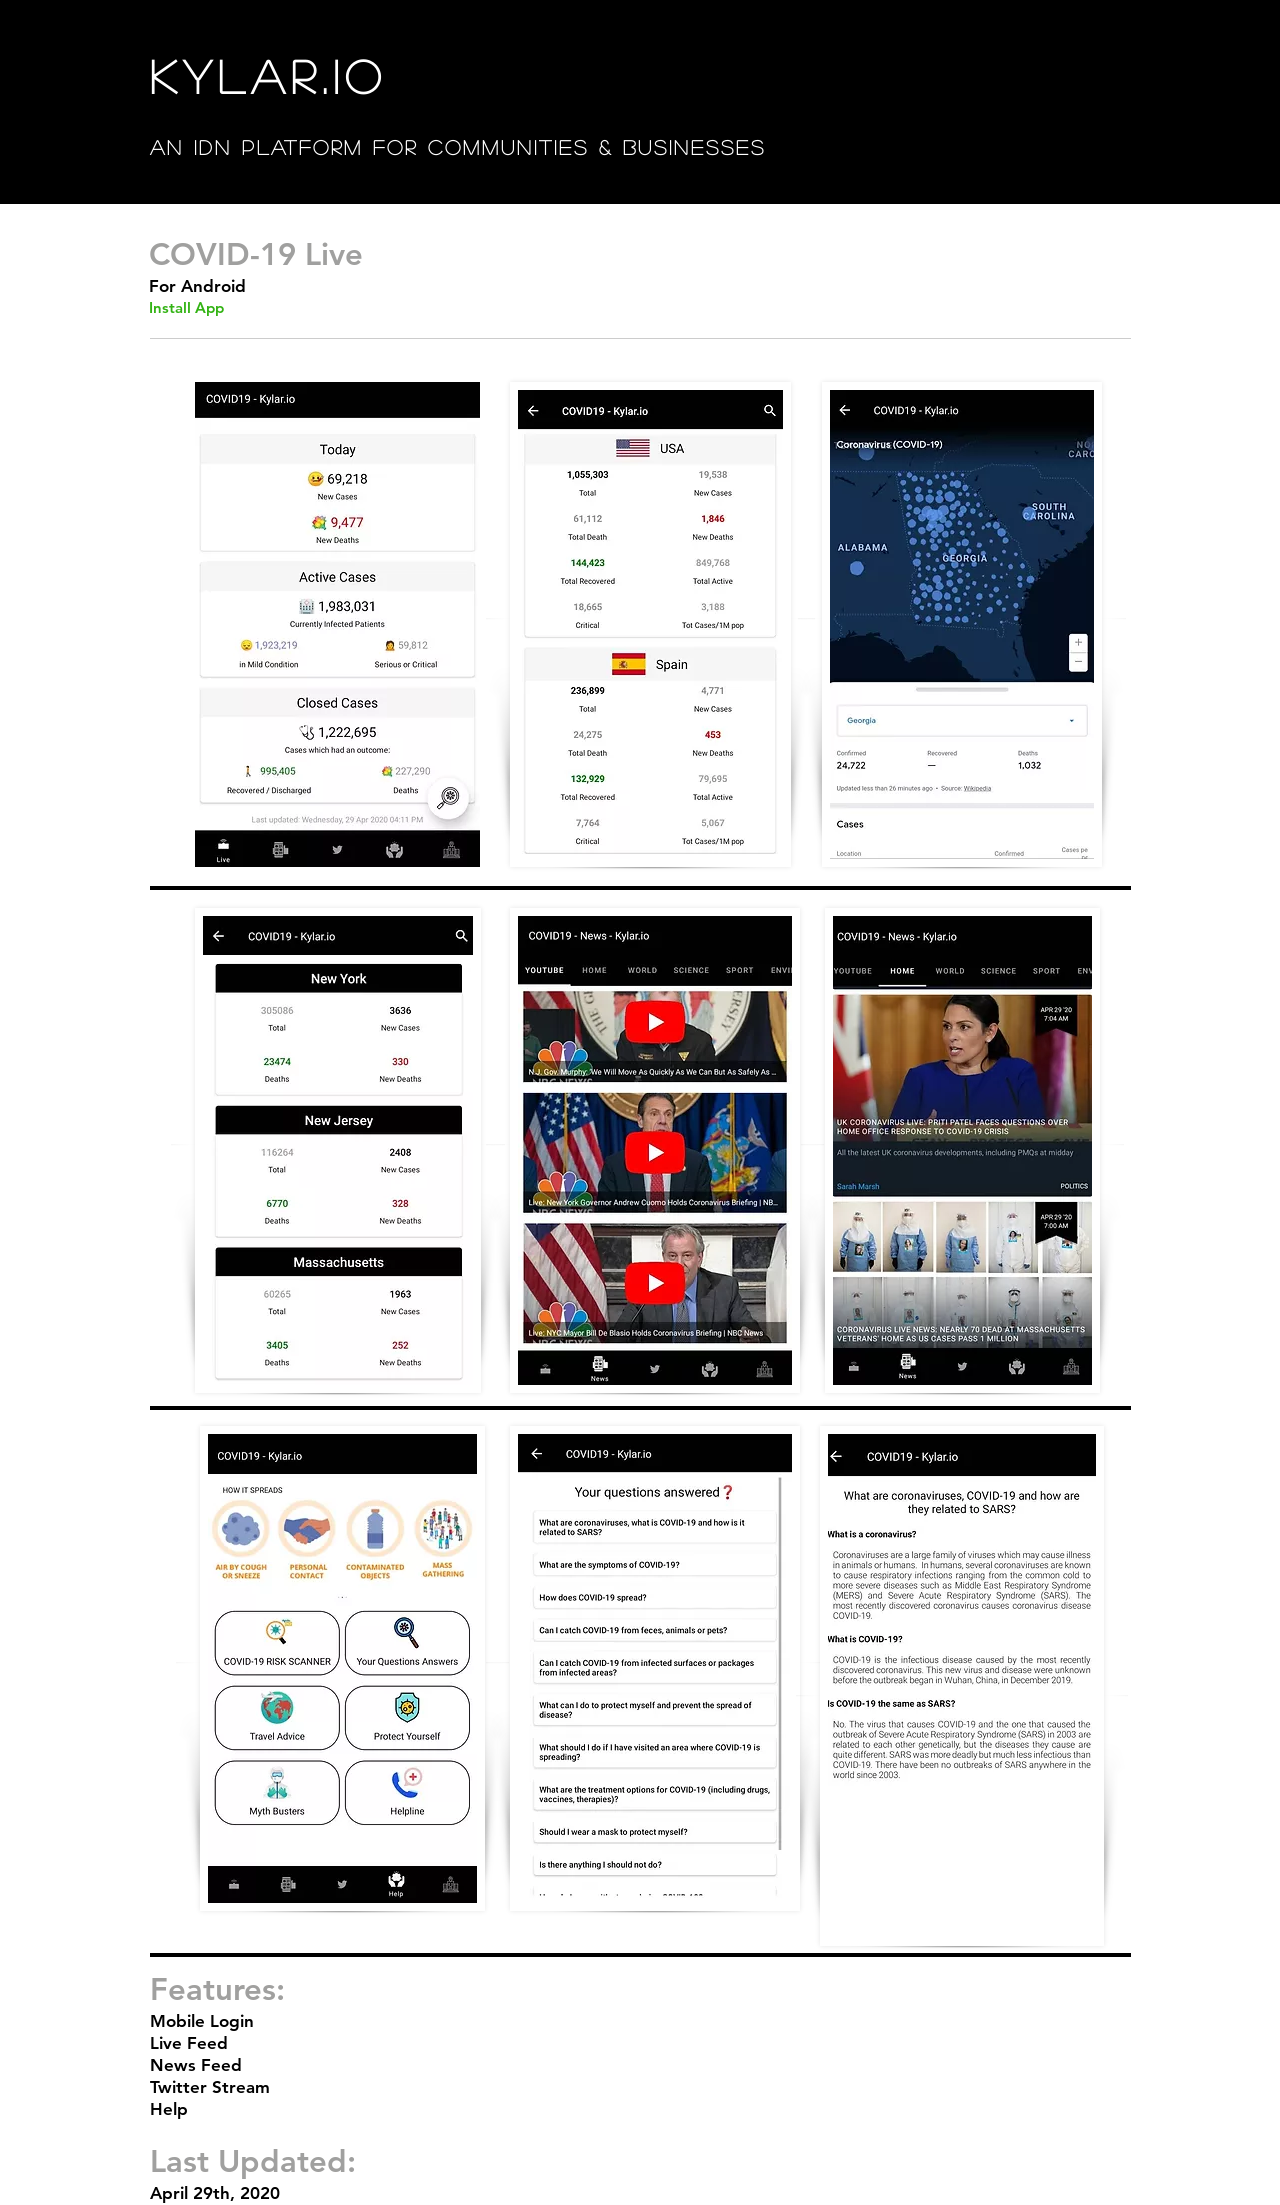 KYLAR.IO
AN IDN PLATFORM FOR COMMUNITIES & BUSINESSES
COVID-19 Live
For Android
Install App
COVID19 - Kylar.io
Today
69,218
New Cases
9,477
New Deaths
Active Cases
1,983,031
Currently Infected Patients
1,923,219 59,812
in Mild Condition Serious or Critical
Closed Cases
1,222,695
Cases which had an outcome:
995,405 227,290
Recovered / Discharged Deaths
Last updated: Wednesday, 29 Apr 2020 04:11 PM
Live
COVID19 - Kylar.io
USA
1,055,303 19,538
Total New Cases
61,112 1,846
Total Death New Deaths
144,423 849,768
Total Recovered Total Active
18,665 3,188
Critical Tot Cases/1M pop
Spain
236,899 4,771
Total New Cases
24,275 453
Total Death New Deaths
132,929 79,695
Total Recovered Total Active
7,764 5,067
Critical Tot Cases/1M pop
COVID19 - Kylar.io
Coronavirus (COVID-19)
NO
CARC
SOUTH
CAROLINA
ALABAMA
GEORGIA
Georgia
Confirmed Recovered Deaths
24,722 — 1,032
Updated less than 26 minutes ago • Source: Wikipedia
Cases
Location Confirmed Cases pe
COVID19 - Kylar.io
New York
305086 3636
Total New Cases
23474 330
Deaths New Deaths
New Jersey
116264 2408
Total New Cases
6770 328
Deaths New Deaths
Massachusetts
60265 1963
Total New Cases
3405 252
Deaths New Deaths
COVID19 - News - Kylar.io
YOUTUBE HOME WORLD SCIENCE SPORT ENVI
N.J. Gov. Murphy: 'We Will Move As Quickly As We Can But As Safely As ...
Live: New York Governor Andrew Cuomo Holds Coronavirus Briefing | NB...
Live: NYC Mayor Bill De Blasio Holds Coronavirus Briefing | NBC News
News
COVID19 - News - Kylar.io
YOUTUBE HOME WORLD SCIENCE SPORT EN
APR 29 '20
7:04 AM
UK CORONAVIRUS LIVE: PRITI PATEL FACES QUESTIONS OVER
HOME OFFICE RESPONSE TO COVID-19 CRISIS
All the latest UK coronavirus developments, including PMQs at midday
Sarah Marsh POLITICS
APR 29 '20
7:00 AM
CORONAVIRUS LIVE NEWS: NEARLY 70 DEAD AT MASSACHUSETTS
VETERANS' HOME AS US CASES PASS 1 MILLION
News
COVID19 - Kylar.io
HOW IT SPREADS
AIR BY COUGH
OR SNEEZE
PERSONAL
CONTACT
CONTAMINATED
OBJECTS
MASS
GATHERING
COVID-19 RISK SCANNER
Your Questions Answers
Travel Advice
Protect Yourself
Myth Busters
Helpline
Help
COVID19 - Kylar.io
Your questions answered❓
What are coronaviruses, what is COVID-19 and how is it
related to SARS?
What are the symptoms of COVID-19?
How does COVID-19 spread?
Can I catch COVID-19 from feces, animals or pets?
Can I catch COVID-19 from infected surfaces or packages
from infected areas?
What can I do to protect myself and prevent the spread of
disease?
What should I do if I have visited an area where COVID-19 is
spreading?
What are the treatment options for COVID-19 (including drugs,
vaccines, therapies)?
Should I wear a mask to protect myself?
Is there anything I should not do?
COVID19 - Kylar.io
What are coronaviruses, COVID-19 and how are
they related to SARS?
What is a coronavirus?
Coronaviruses are a large family of viruses which may cause illness
in animals or humans. In humans, several coronaviruses are known
to cause respiratory infections ranging from the common cold to
more severe diseases such as Middle East Respiratory Syndrome
(MERS) and Severe Acute Respiratory Syndrome (SARS). The
most recently discovered coronavirus causes coronavirus disease
COVID-19.
What is COVID-19?
COVID-19 is the infectious disease caused by the most recently
discovered coronavirus. This new virus and disease were unknown
before the outbreak began in Wuhan, China, in December 2019.
Is COVID-19 the same as SARS?
No. The virus that causes COVID-19 and the one that caused the
outbreak of Severe Acute Respiratory Syndrome (SARS) in 2003 are
related to each other genetically, but the diseases they cause are
quite different. SARS was more deadly but much less infectious than
COVID-19. There have been no outbreaks of SARS anywhere in the
world since 2003.
Features:
Mobile Login
Live Feed
News Feed
Twitter Stream
Help
Last Updated:
April 29th, 2020